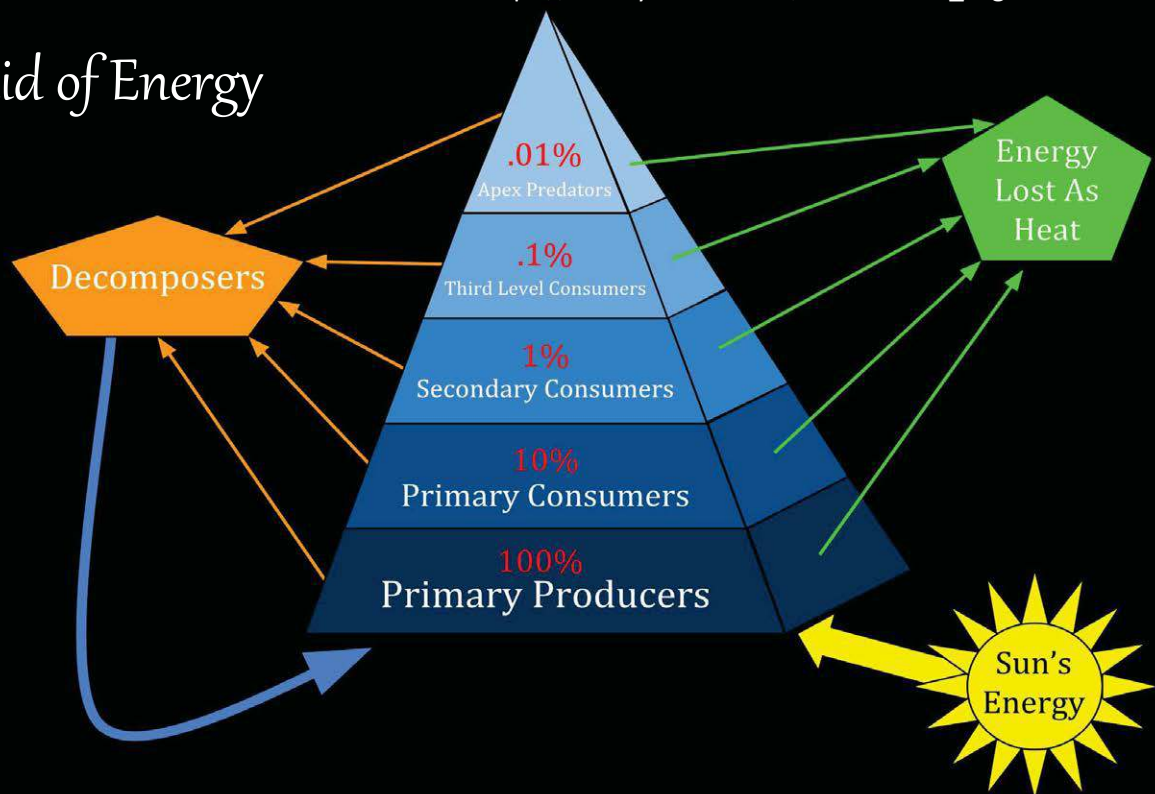 id of Energy
.01%
Apex Predators
.1%
Third Level Consumers
1%
Secondary Consumers
10%
Primary Consumers
100%
Primary Producers
Decomposers
Energy
Lost As
Heat
Sun's
Energy